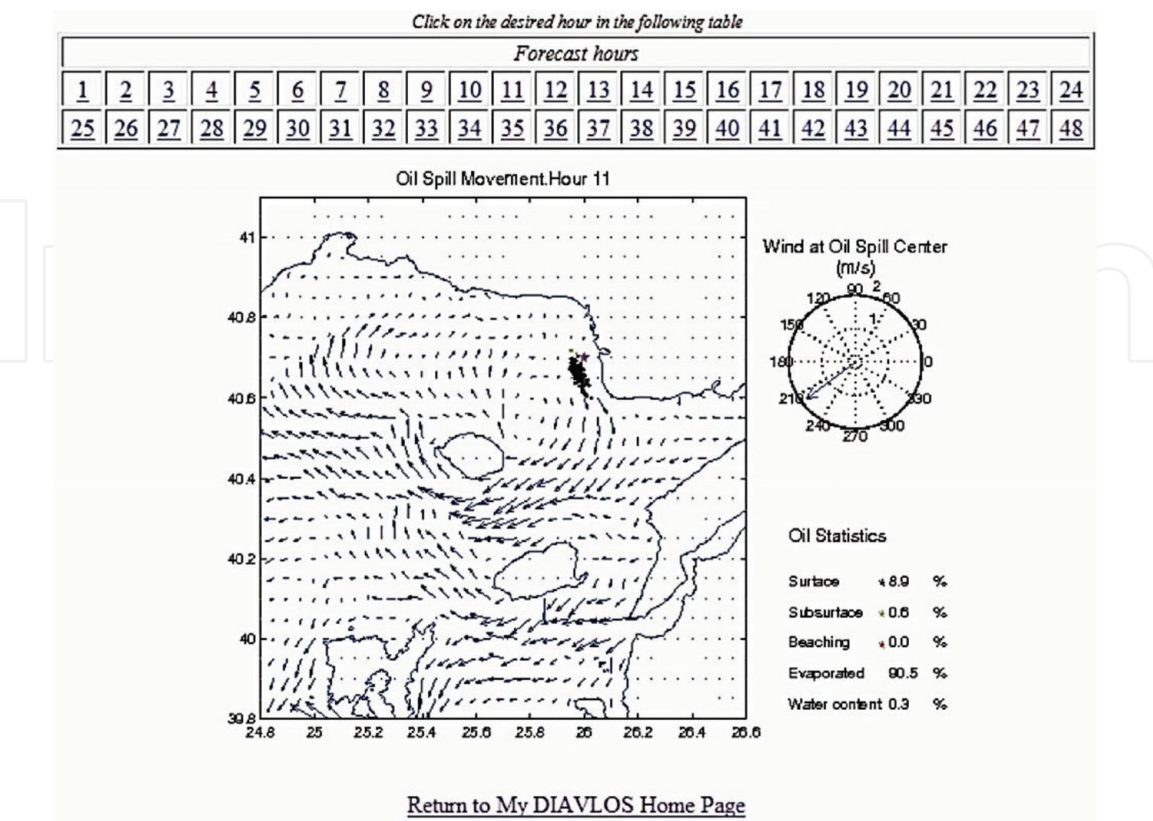 Click on the desired hour in the following table
Forecast hours
1 2 3 4 5 6 7 8 9 10 11 12 13 14 15 16 17 18 19 20 21 22 23 24
25 26 27 28 29 30 31 32 33 34 35 36 37 38 39 40 41 42 43 44 45 46 47 48
Oil Spill Movement.Hour 11
41
40.8
40.6
40.4
40.2
40
39.8
24.8 25 25.2 25.4 25.6 25.8 26 26.2 26.4 26.6
Wind at Oil Spill Center
(m/s)
90 2
120 60
1
150 30
180 0
210 330
240 300
270
Oil Statistics
Surface *8.9 %
Subsurface *0.6 %
Beaching *0.0 %
Evaporated 90.5 %
Water content 0.3 %
Return to My DIAVLOS Home Page